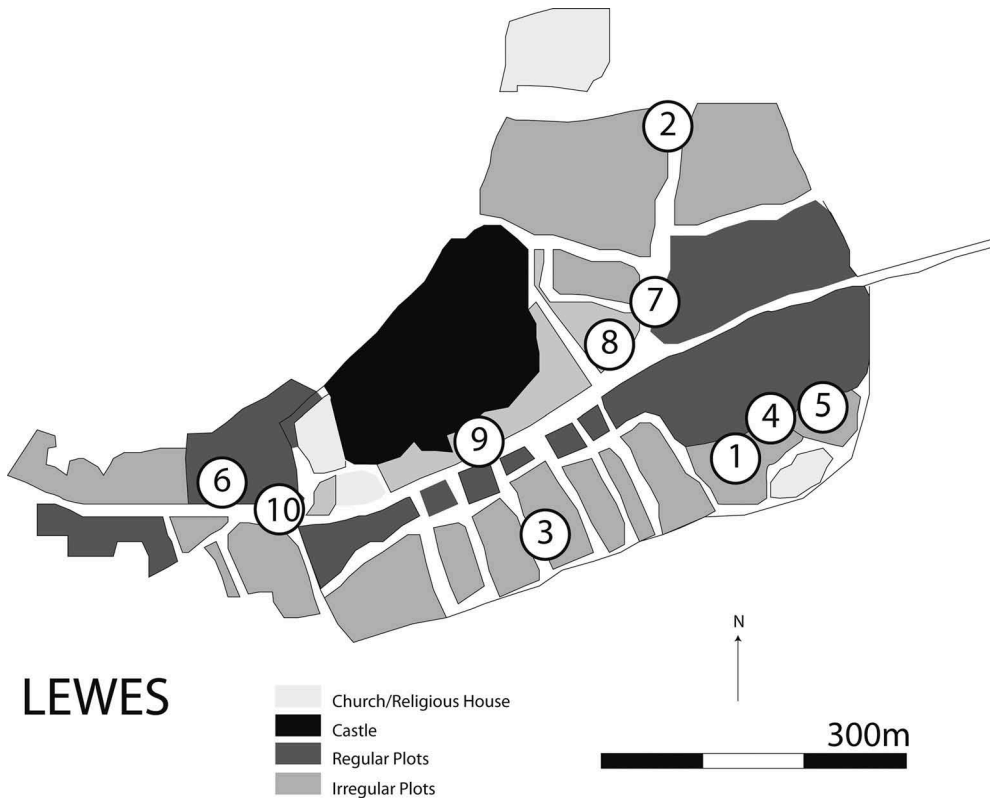 2
7
8
5
4
9
1
6
10
3
N
LEWES
Church/Religious House
Castle
Regular Plots
Irregular Plots
300m